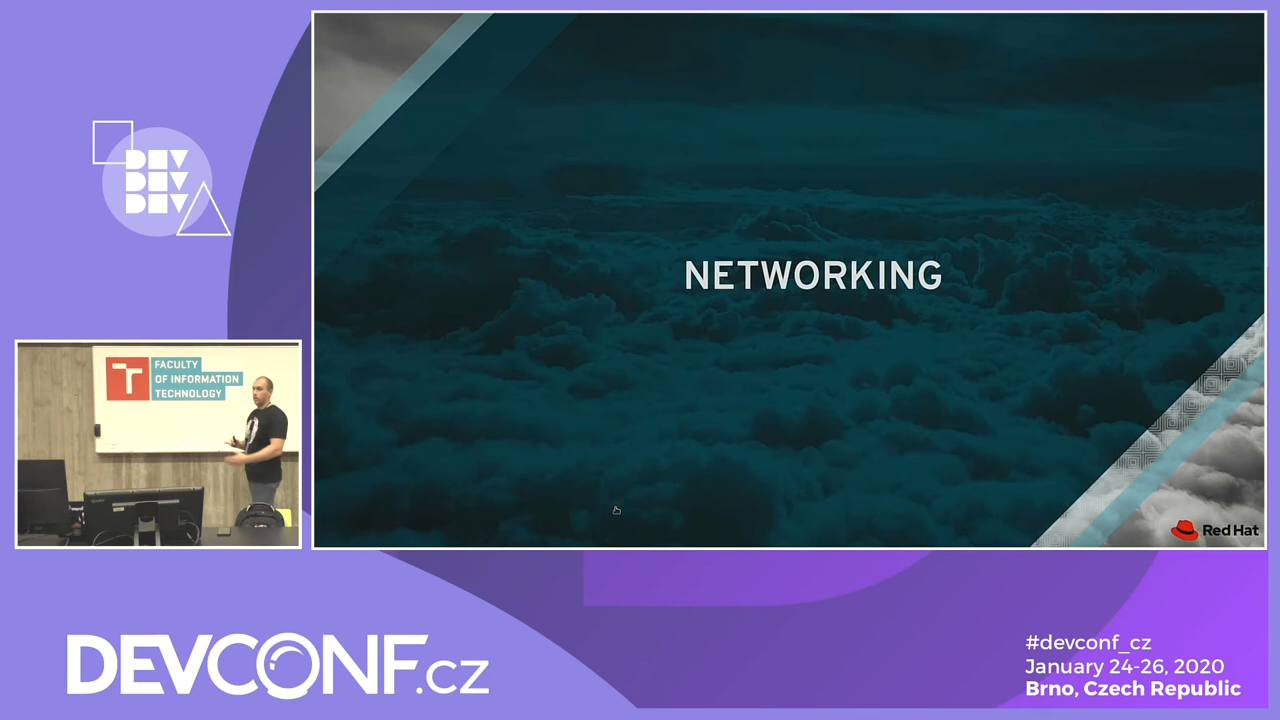 DEV
DEV
DEV
NETWORKING
FACULTY
OF INFORMATION
TECHNOLOGY
Red Hat
DEVCONF.cz
#devconf_cz
January 24-26, 2020
Brno, Czech Republic